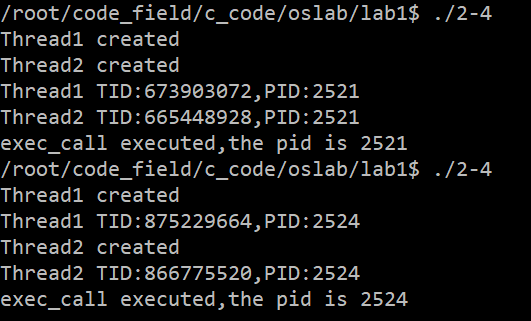 /root/code_field/c_code/oslab/lab1$ ./2-4
Thread1 created
Thread2 created
Thread1 TID:673903072,PID:2521
Thread2 TID:665448928,PID:2521
exec_call executed,the pid is 2521
/root/code_field/c_code/oslab/lab1$ ./2-4
Thread1 created
Thread1 TID:875229664,PID:2524
Thread2 created
Thread2 TID:866775520,PID:2524
exec_call executed,the pid is 2524